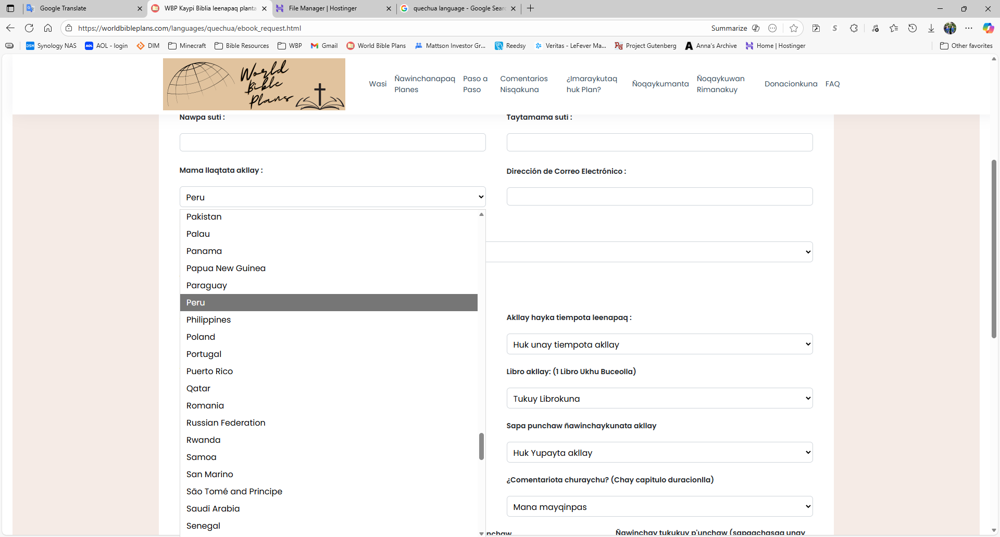 Google Translate
WBP Kaypi Biblia leenapaq planta
File Manager | Hostinger
quechua language - Google Sear
https://worldbibleplans.com/languages/quechua/ebook_request.html
Summarize
Synology NAS
AOL - login
DIM
Minecraft
Bible Resources
WBP
Gmail
World Bible Plans
Mattson Investor Gr...
Reedsy
Veritas - LeFever Ma...
Project Gutenberg
Anna's Archive
Home | Hostinger
Other favorites
World
Bible
Plans
Wasi
Ñawinchanapaq
Planes
Paso a
Paso
Comentarios
Nisqakuna
¿Imaraykutaq
huk Plan?
Ñoqaykumanta
Ñoqaykuwan
Rimanakuy
Donacionkuna
FAQ
Ñawpa suti :
Taytamama suti :
Mama llaqtata akllay :
Dirección de Correo Electrónico :
Peru
Pakistan
Palau
Panama
Papua New Guinea
Paraguay
Peru
Philippines
Poland
Portugal
Puerto Rico
Qatar
Romania
Russian Federation
Rwanda
Samoa
San Marino
São Tomé and Principe
Saudi Arabia
Senegal
Akllay hayka tiempota leenapaq :
Huk unay tiempota akllay
Libro akllay: (1 Libro Ukhu Buceolla)
Tukuy Librokuna
Sapa punchaw ñawinchaykunata akllay
Huk Yupayta akllay
¿Comentariota churaychu? (Chay capitulo duracionlla)
Mana mayqinpas
nchaw
Ñawinchay tukukuy p'unchaw (sapaqchasqa unay